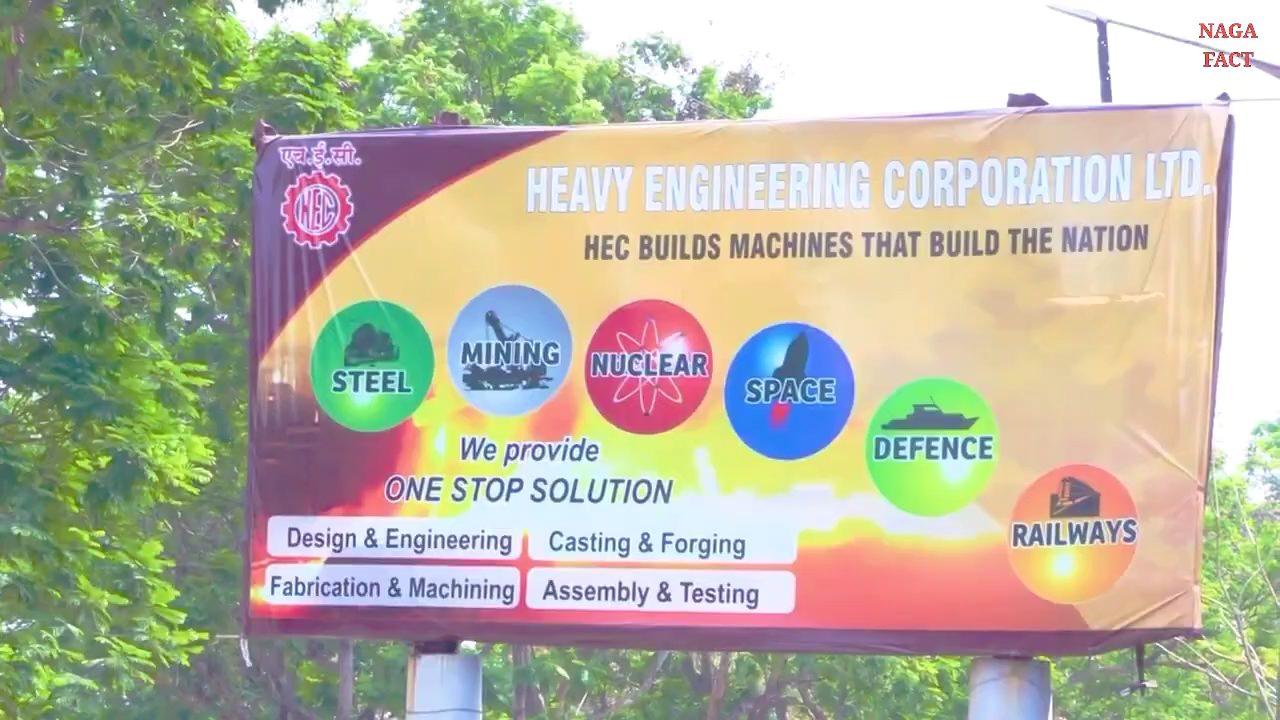 NAGA
FACT
एच.ई.सी.
HEC
HEAVY ENGINEERING CORPORATION LTD.
HEC BUILDS MACHINES THAT BUILD THE NATION
STEEL
MINING
NUCLEAR
SPACE
DEFENCE
RAILWAYS
We provide
ONE STOP SOLUTION
Design & Engineering
Casting & Forging
Fabrication & Machining
Assembly & Testing